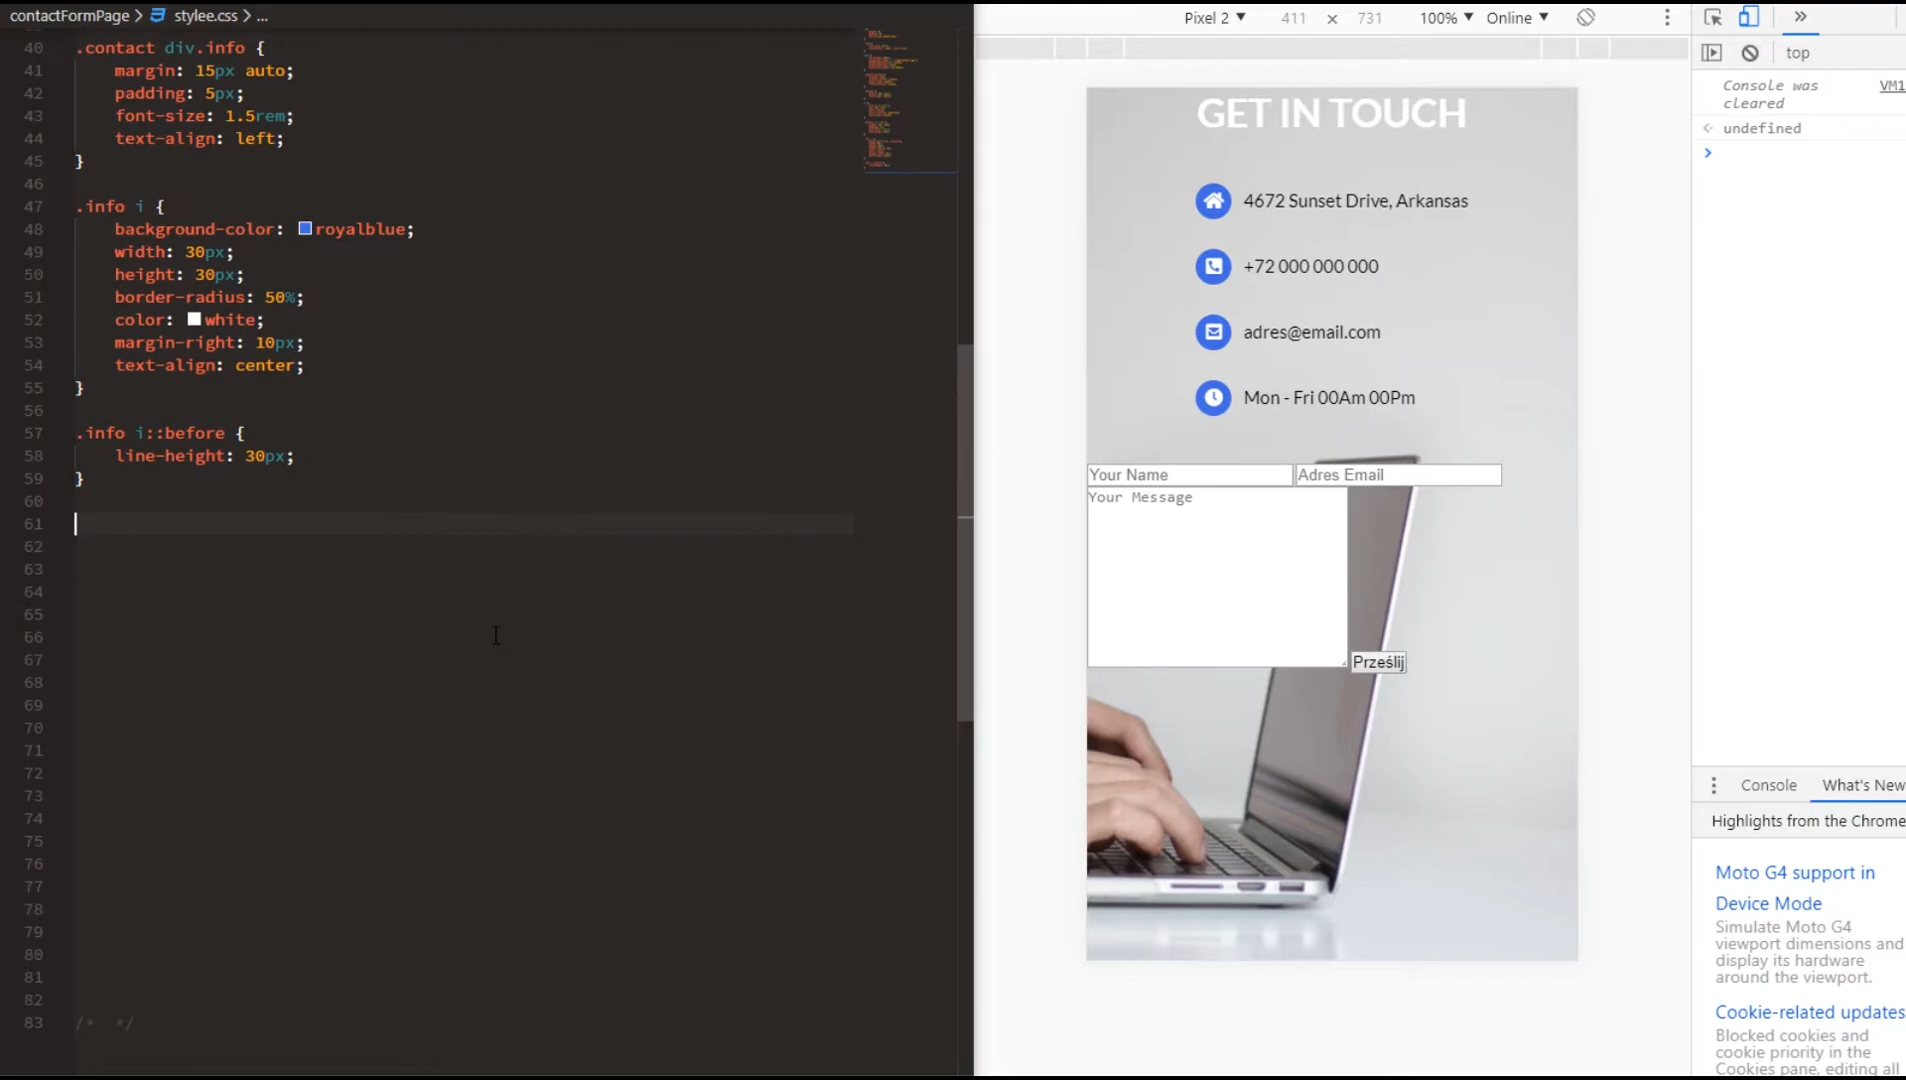 contactFormPage > stylee.css > ...
40 .contact div.info {
41 margin: 15px auto;
42 padding: 5px;
43 font-size: 1.5rem;
44 text-align: left;
45 }
46
47 .info i {
48 background-color: royalblue;
49 width: 30px;
50 height: 30px;
51 border-radius: 50%;
52 color: white;
53 margin-right: 10px;
54 text-align: center;
55 }
56
57 .info i::before {
58 line-height: 30px;
59 }
60
61
62
63
64
65
66
67
68
69
70
71
72
73
74
75
76
77
78
79
80
81
82
83 /* */
Pixel 2 ▼ 411 × 731 100% ▼ Online ▼
GET IN TOUCH
4672 Sunset Drive, Arkansas
+72 000 000 000
adres@email.com
Mon - Fri 00Am 00Pm
Your Name Adres Email
Your Message
Prześlij
top
Console was VM1
cleared
undefined
Console What's New
Highlights from the Chrome
Moto G4 support in
Device Mode
Simulate Moto G4
viewport dimensions and
display its hardware
around the viewport.
Cookie-related updates
Blocked cookies and
cookie priority in the
Cookies pane, editing all